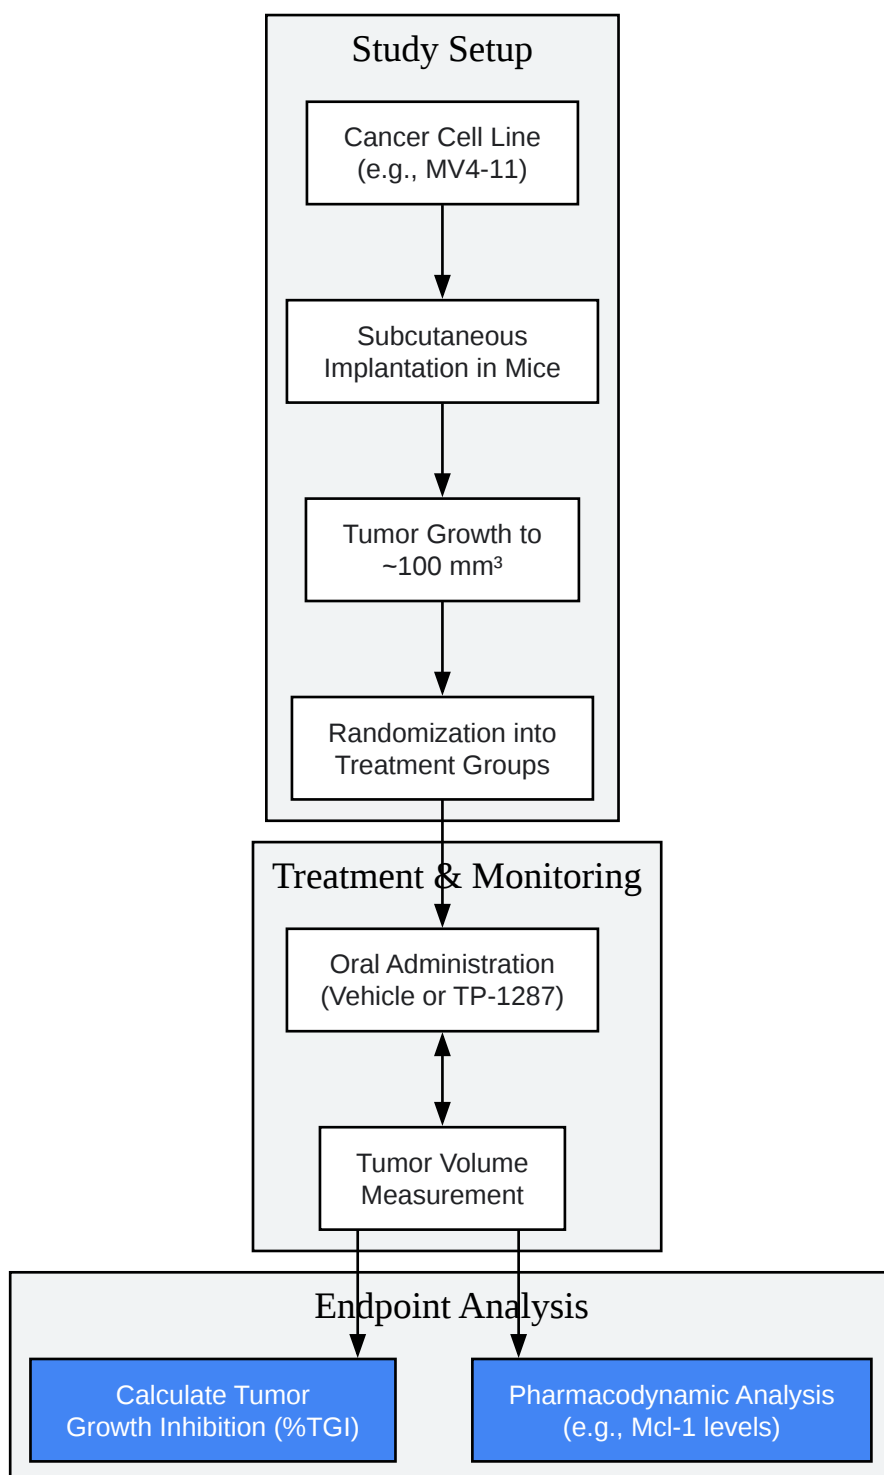 Study Setup
Cancer Cell Line
(e.g., MV4-11)
Subcutaneous
Implantation in Mice
Tumor Growth to
~100 mm³
Randomization into
Treatment Groups
Treatment & Monitoring
Oral Administration
(Vehicle or TP-1287)
Tumor Volume
Measurement
Endpoint Analysis
Calculate Tumor
Growth Inhibition (%TGI)
Pharmacodynamic Analysis
(e.g., Mcl-1 levels)